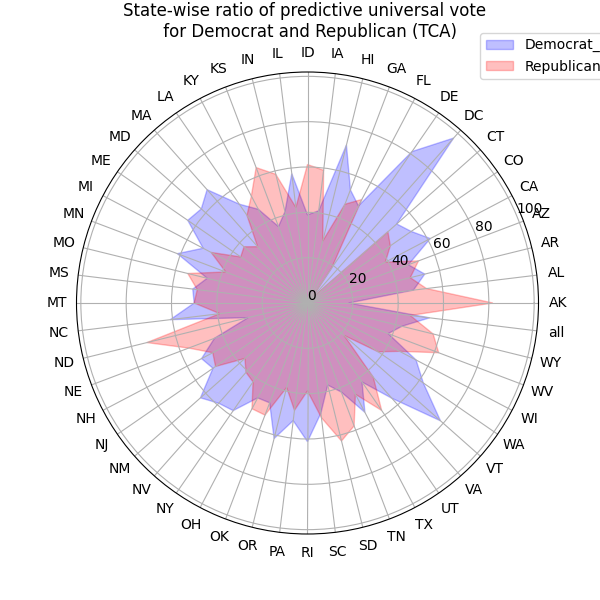 State-wise ratio of predictive universal vote
for Democrat and Republican (TCA)
Democrat_
Republican
AK
AL
AR
AZ
CA
CO
CT
DC
DE
FL
GA
HI
IA
ID
IL
IN
KS
KY
LA
MA
MD
ME
MI
MN
MO
MS
MT
NC
ND
NE
NH
NJ
NM
NV
NY
OH
OK
OR
PA
RI
SC
SD
TN
TX
UT
VA
VT
WA
WI
WV
WY
all
0
20
40
60
80
100